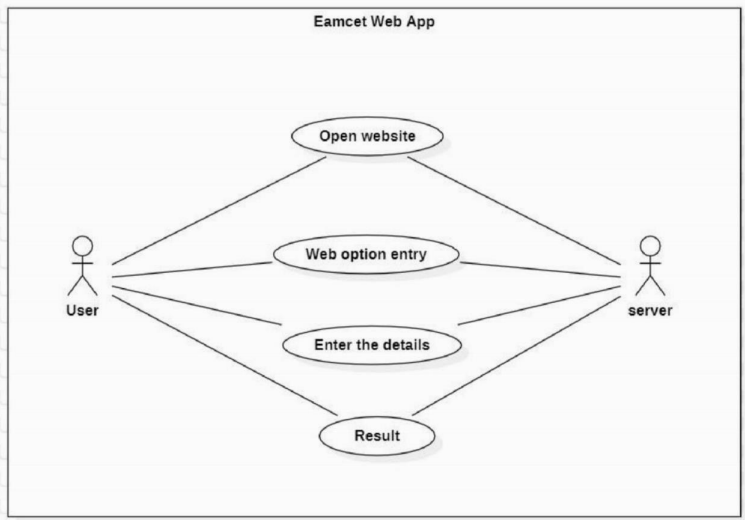 Eamcet Web App
Open website
Web option entry
User
server
Enter the details
Result